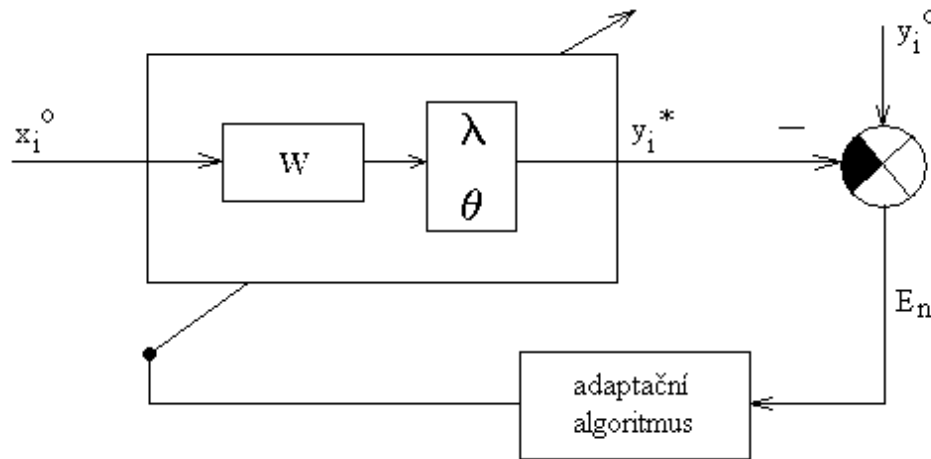 y_i^o
x_i^o
W
λ
θ
y_i^*
−
E_n
adaptační
algoritmus